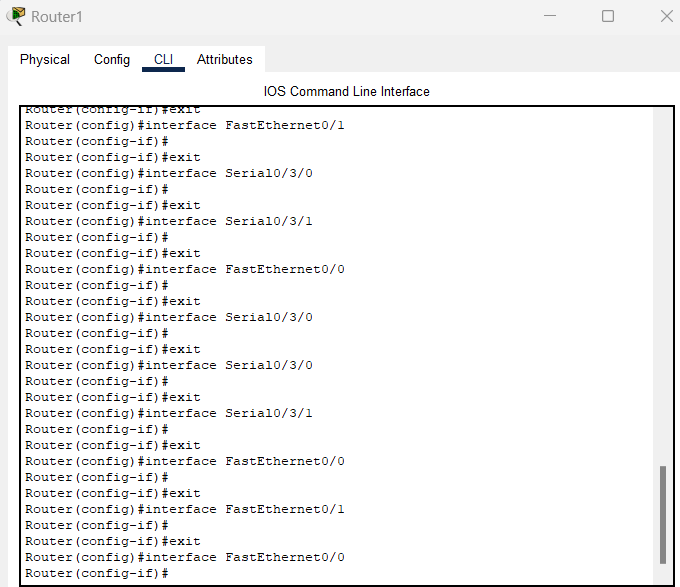 Router1
Physical Config CLI Attributes
IOS Command Line Interface
Router(config-if)#exit
Router(config)#interface FastEthernet0/1
Router(config-if)#
Router(config-if)#exit
Router(config)#interface Serial0/3/0
Router(config-if)#
Router(config-if)#exit
Router(config)#interface Serial0/3/1
Router(config-if)#
Router(config-if)#exit
Router(config)#interface FastEthernet0/0
Router(config-if)#
Router(config-if)#exit
Router(config)#interface Serial0/3/0
Router(config-if)#
Router(config-if)#exit
Router(config)#interface Serial0/3/0
Router(config-if)#
Router(config-if)#exit
Router(config)#interface Serial0/3/1
Router(config-if)#
Router(config-if)#exit
Router(config)#interface FastEthernet0/0
Router(config-if)#
Router(config-if)#exit
Router(config)#interface FastEthernet0/1
Router(config-if)#
Router(config-if)#exit
Router(config)#interface FastEthernet0/0
Router(config-if)#